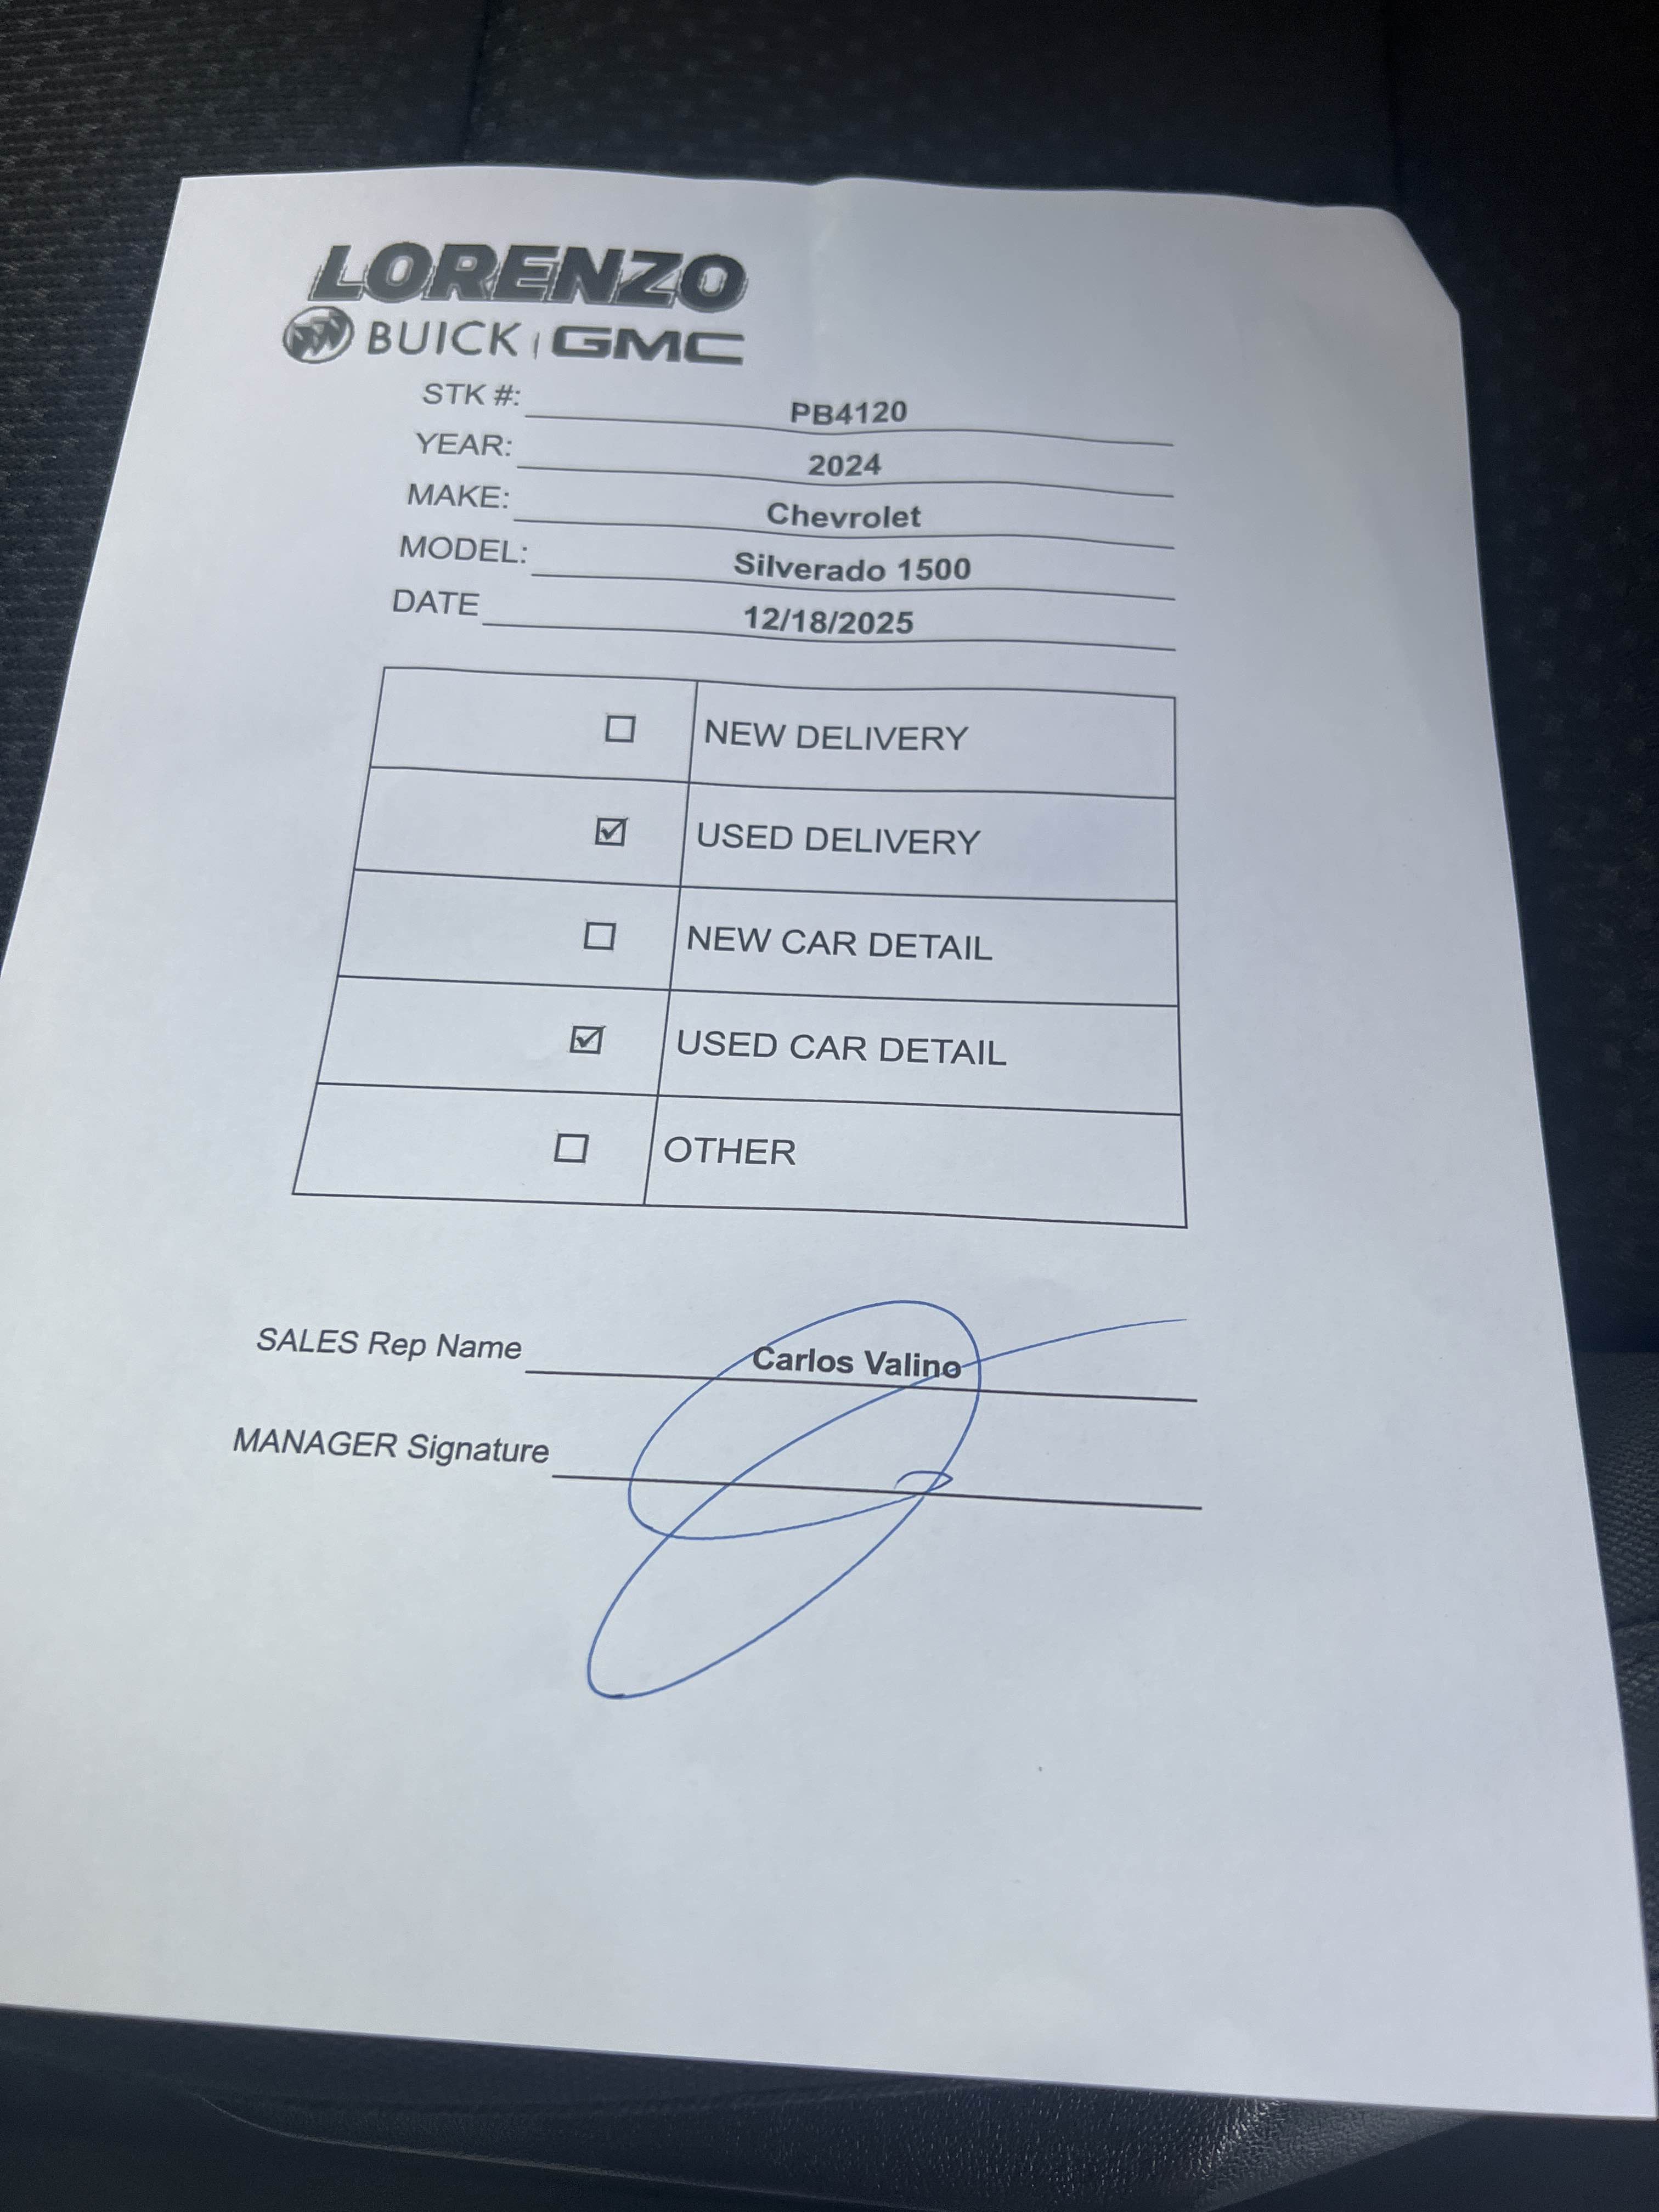 LORENZO
BUICK | GMC
STK #: PB4120
YEAR: 2024
MAKE: Chevrolet
MODEL: Silverado 1500
DATE 12/18/2025
☐ NEW DELIVERY
☑ USED DELIVERY
☐ NEW CAR DETAIL
☑ USED CAR DETAIL
☐ OTHER
SALES Rep Name Carlos Valino
MANAGER Signature